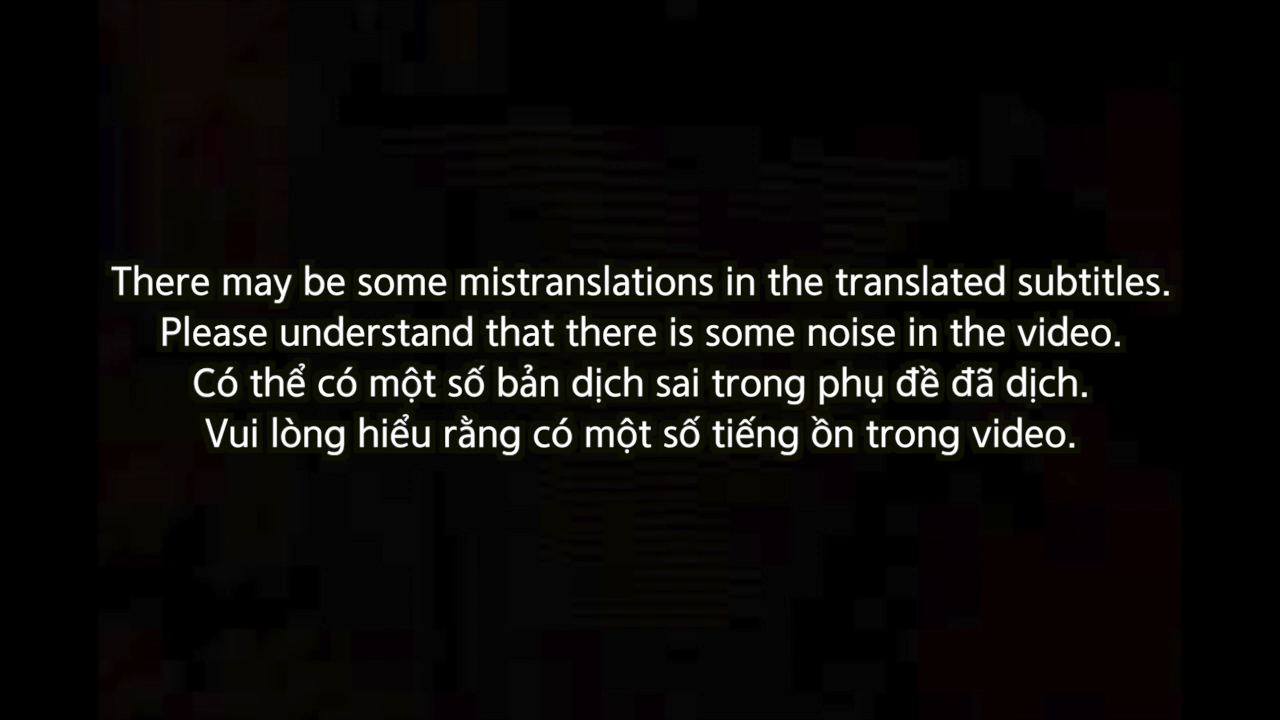 There may be some mistranslations in the translated subtitles.
Please understand that there is some noise in the video.
Có thể có một số bản dịch sai trong phụ đề đã dịch.
Vui lòng hiểu rằng có một số tiếng ồn trong video.